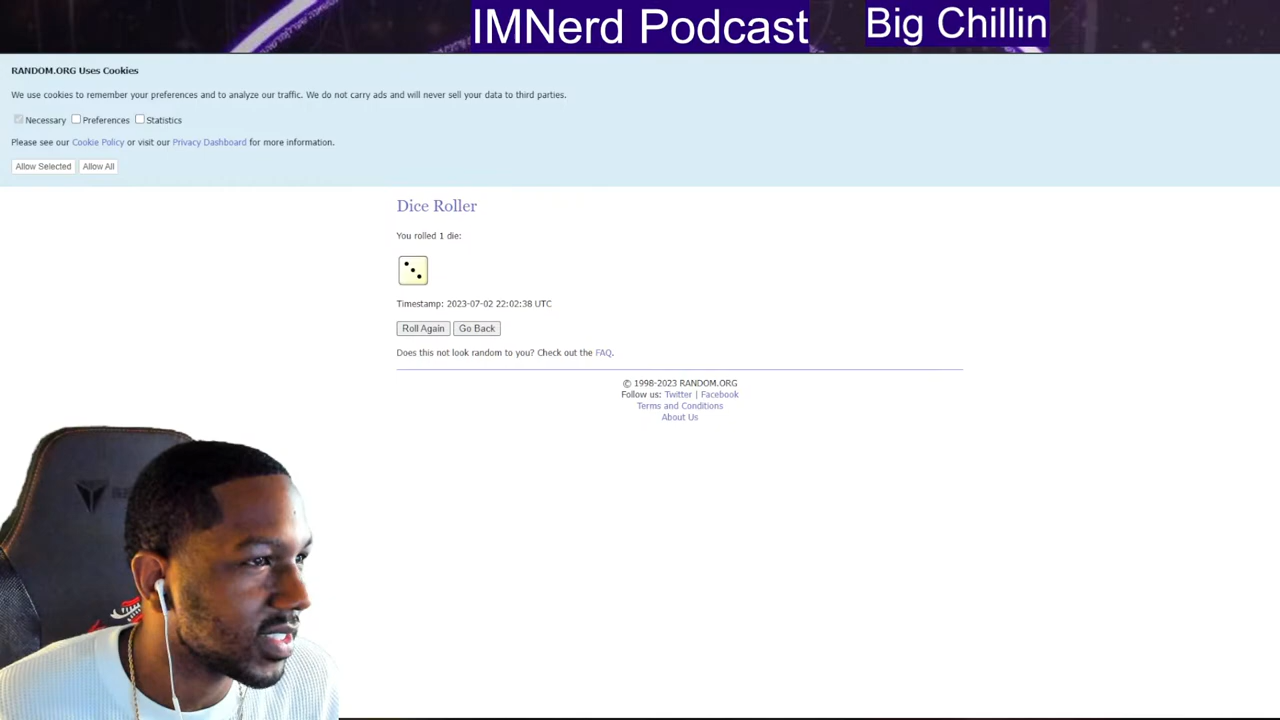 IMNerd Podcast
Big Chillin
RANDOM.ORG Uses Cookies
We use cookies to remember your preferences and to analyze our traffic. We do not carry ads and will never sell your data to third parties.
Necessary Preferences Statistics
Please see our Cookie Policy or visit our Privacy Dashboard for more information.
Allow Selected Allow All
Dice Roller
You rolled 1 die:
Timestamp: 2023-07-02 22:02:38 UTC
Roll Again Go Back
Does this not look random to you? Check out the FAQ.
© 1998-2023 RANDOM.ORG
Follow us: Twitter | Facebook
Terms and Conditions
About Us